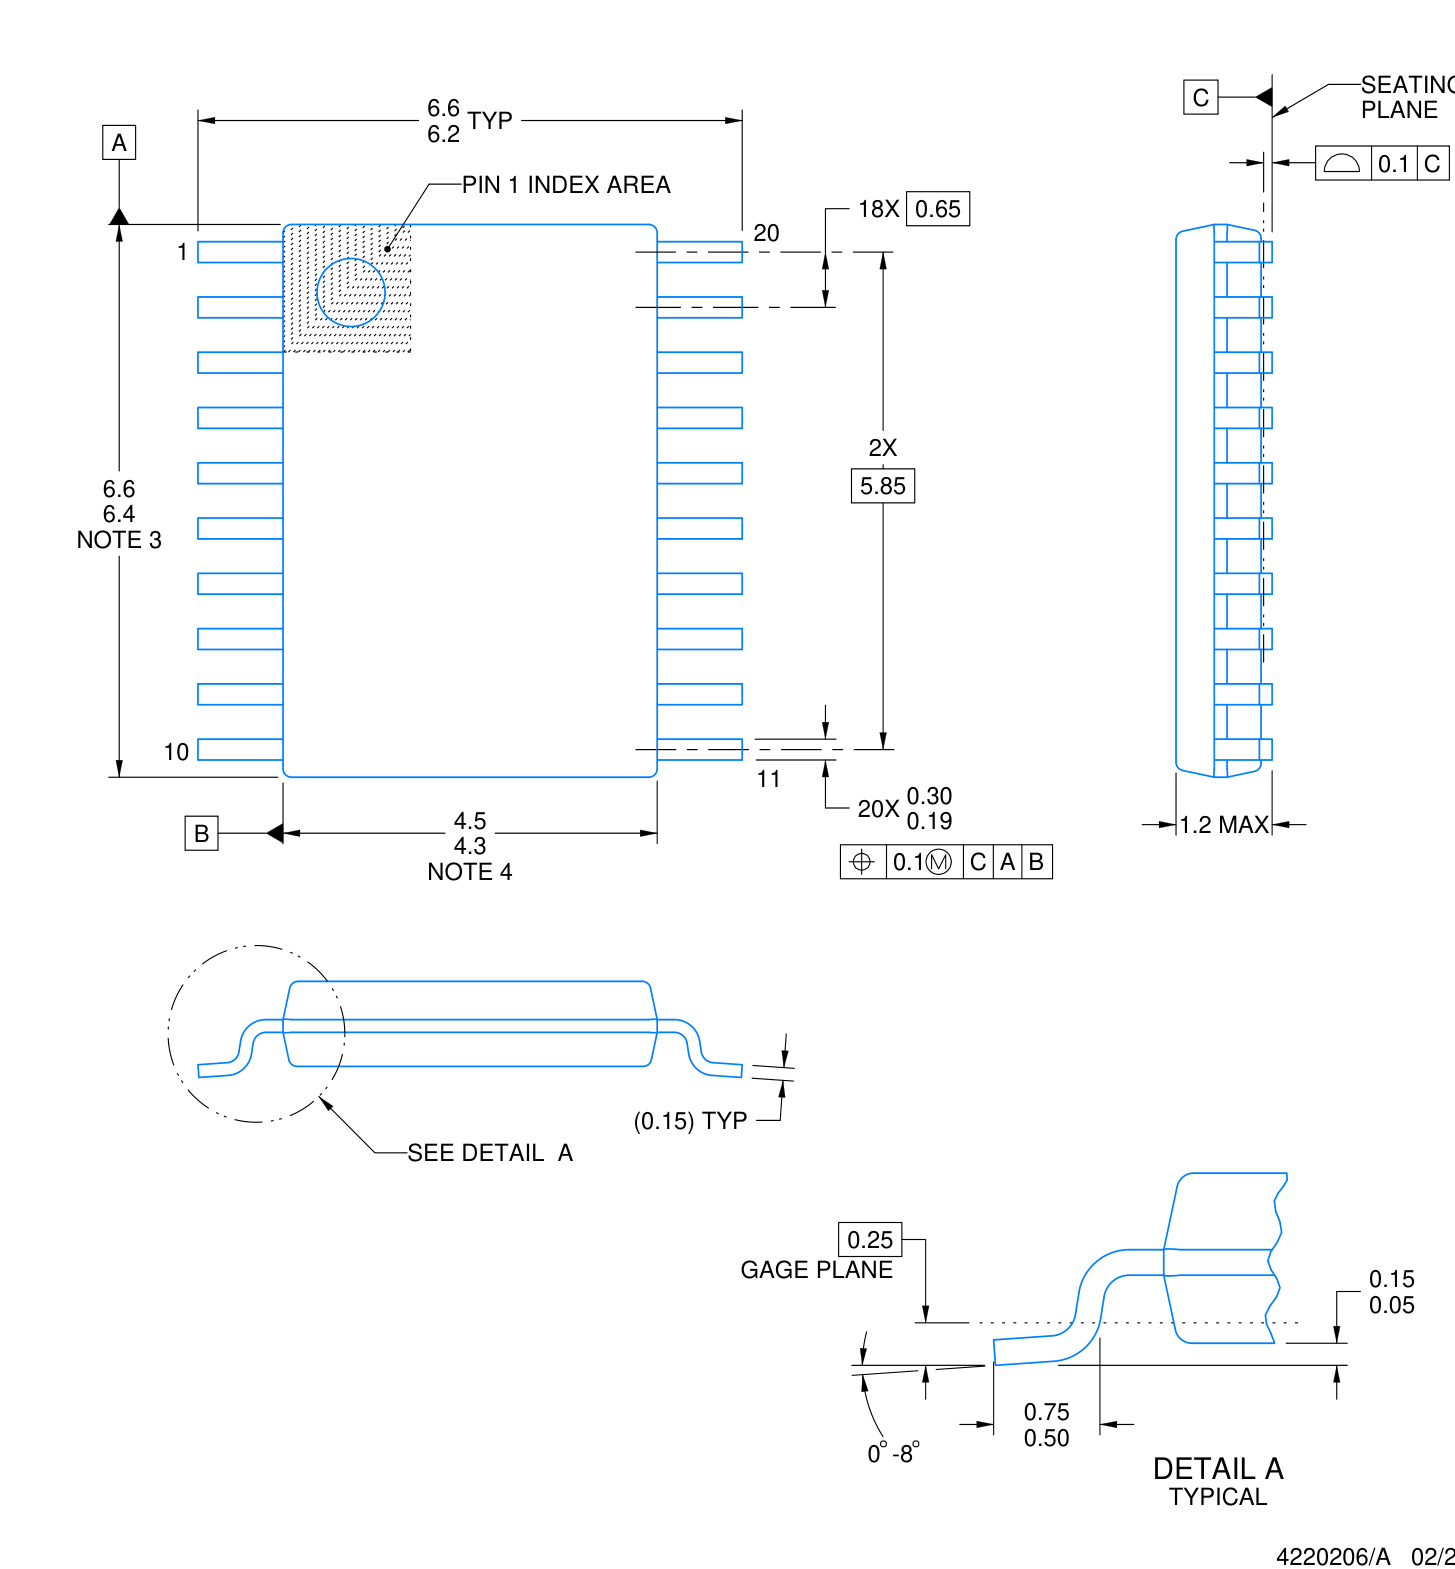 C
SEATING
PLANE
6.6
6.2
TYP
A
0.1 C
PIN 1 INDEX AREA
18X 0.65
20
1
2X
5.85
6.6
6.4
NOTE 3
10
11
20X 0.30
0.19
B
4.5
4.3
NOTE 4
1.2 MAX
0.1 Ⓜ C A B
(0.15) TYP
SEE DETAIL A
0.25
GAGE PLANE
0.15
0.05
0.75
0.50
0°-8°
DETAIL A
TYPICAL
4220206/A 02/2